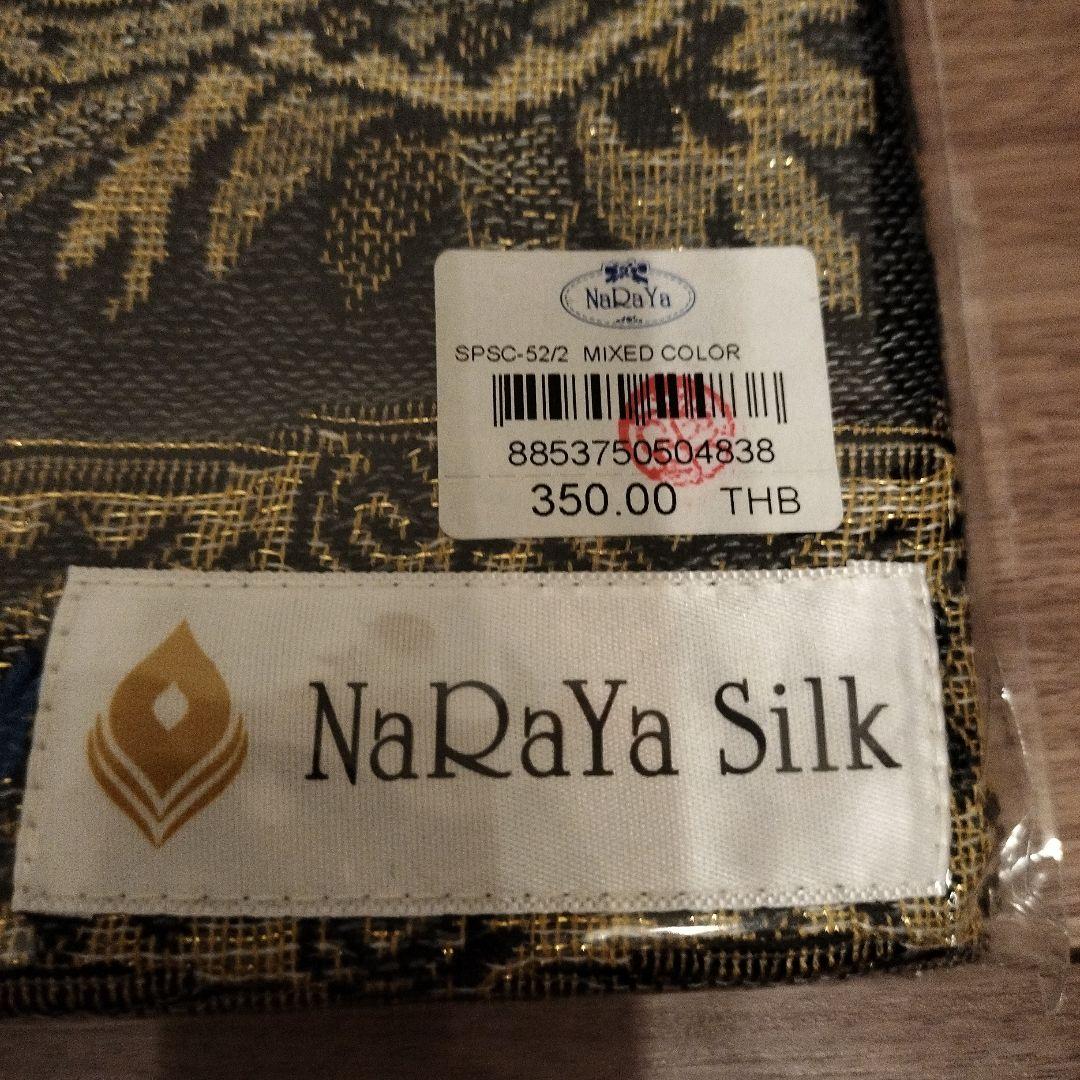 NaRaYa
SPSC-52/2 MIXED COLOR
8853750504838
350.00 THB
NaRaYa Silk